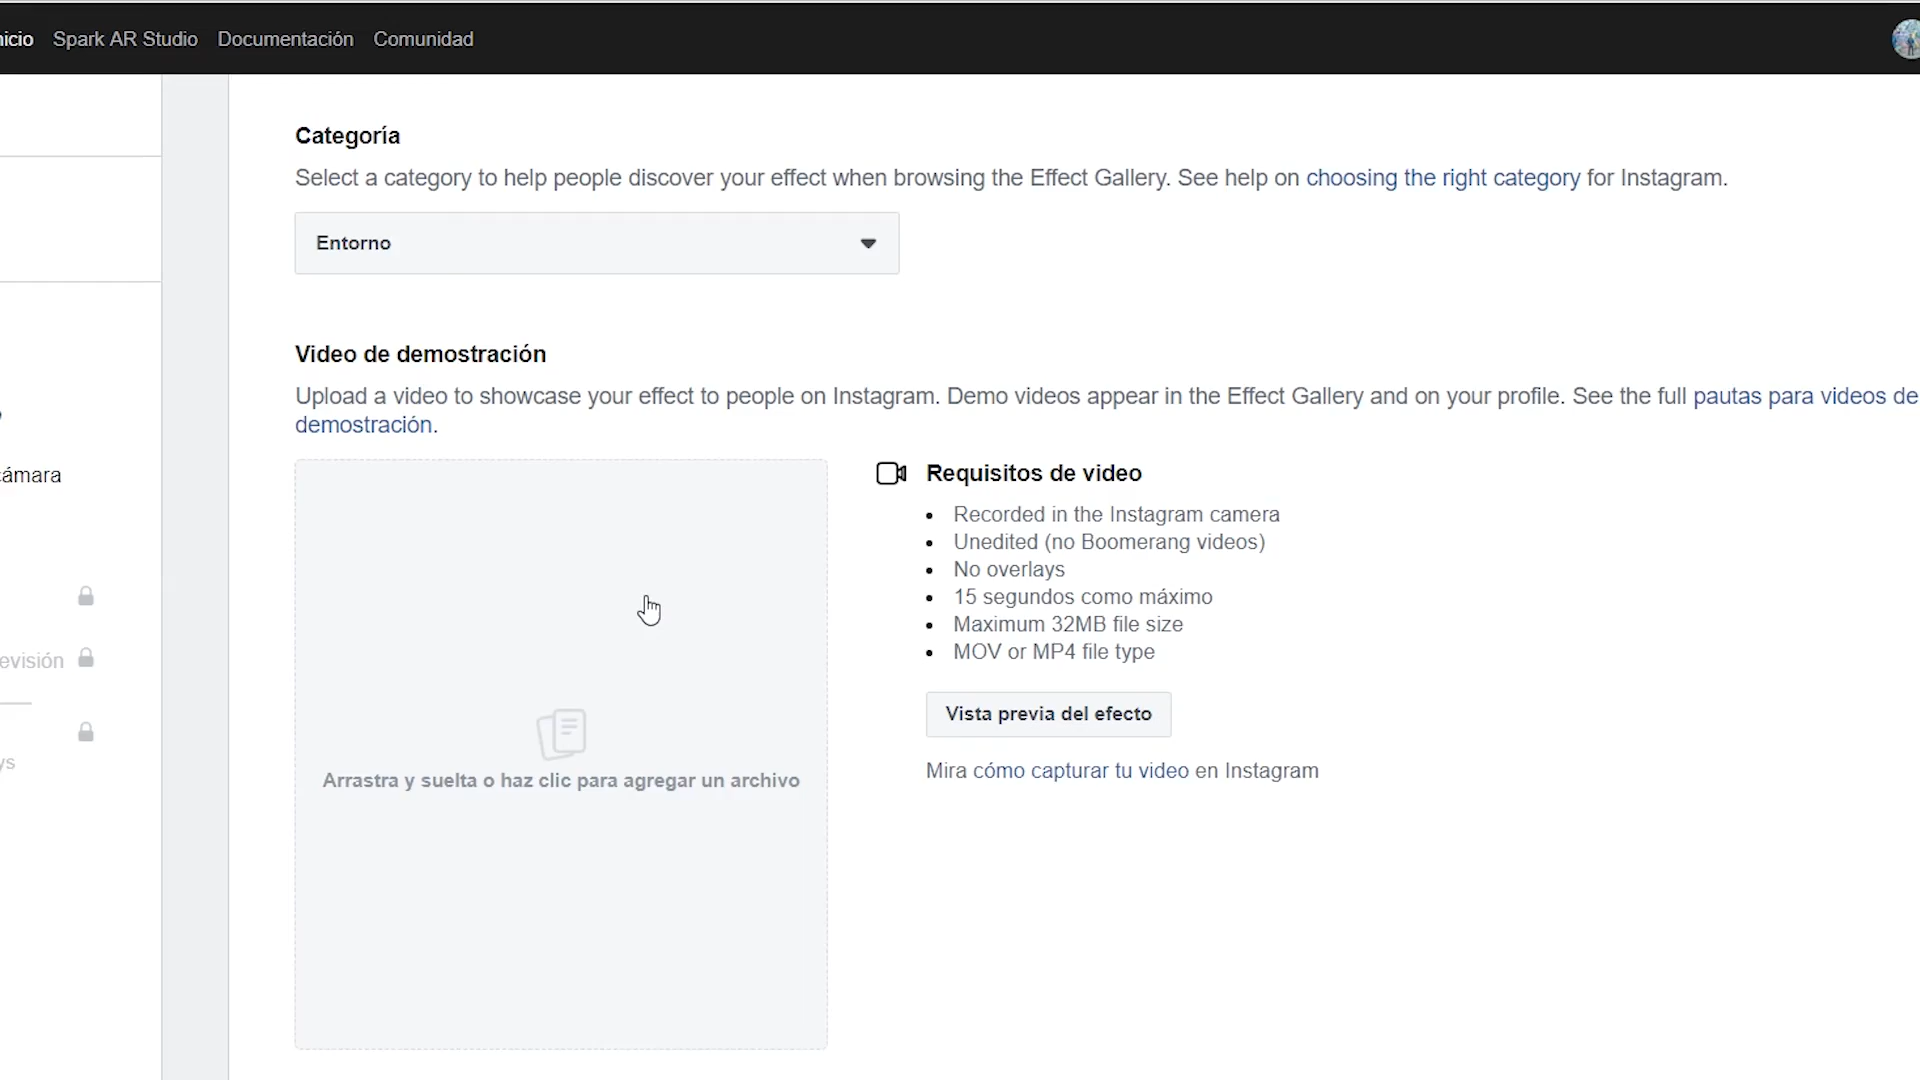 nicio Spark AR Studio Documentación Comunidad
Categoría
Select a category to help people discover your effect when browsing the Effect Gallery. See help on choosing the right category for Instagram.
Entorno
Video de demostración
Upload a video to showcase your effect to people on Instagram. Demo videos appear in the Effect Gallery and on your profile. See the full pautas para videos de
demostración.
cámara
evisión
ys
Arrastra y suelta o haz clic para agregar un archivo
Requisitos de video
• Recorded in the Instagram camera
• Unedited (no Boomerang videos)
• No overlays
• 15 segundos como máximo
• Maximum 32MB file size
• MOV or MP4 file type
Vista previa del efecto
Mira cómo capturar tu video en Instagram